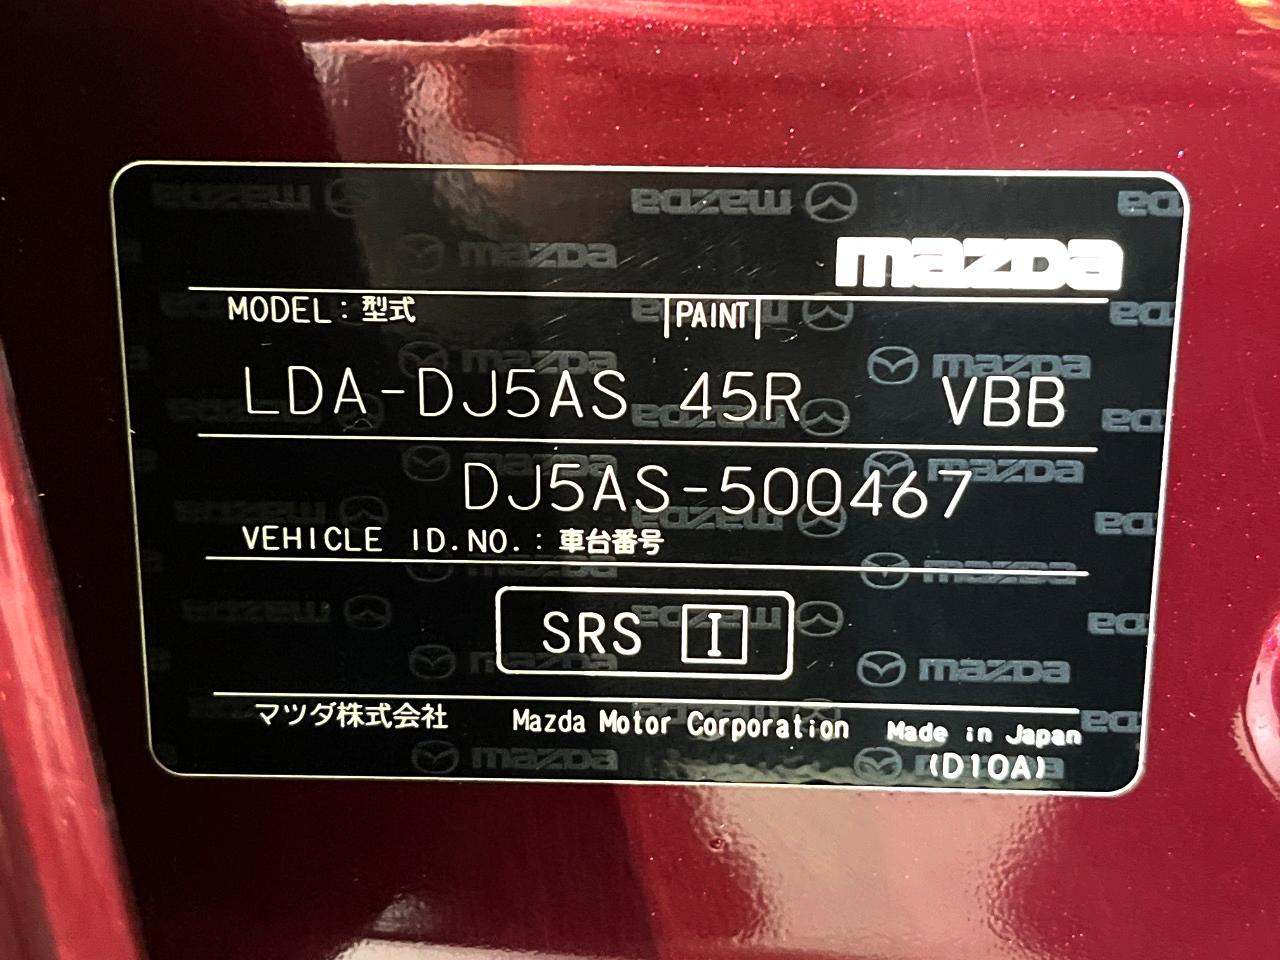 mazda
MODEL: 型式 PAINT
LDA-DJ5AS 45R VBB
DJ5AS-500467
VEHICLE ID.NO.: 車台番号
SRS I
マツダ株式会社 Mazda Motor Corporation Made in Japan
(D10A)